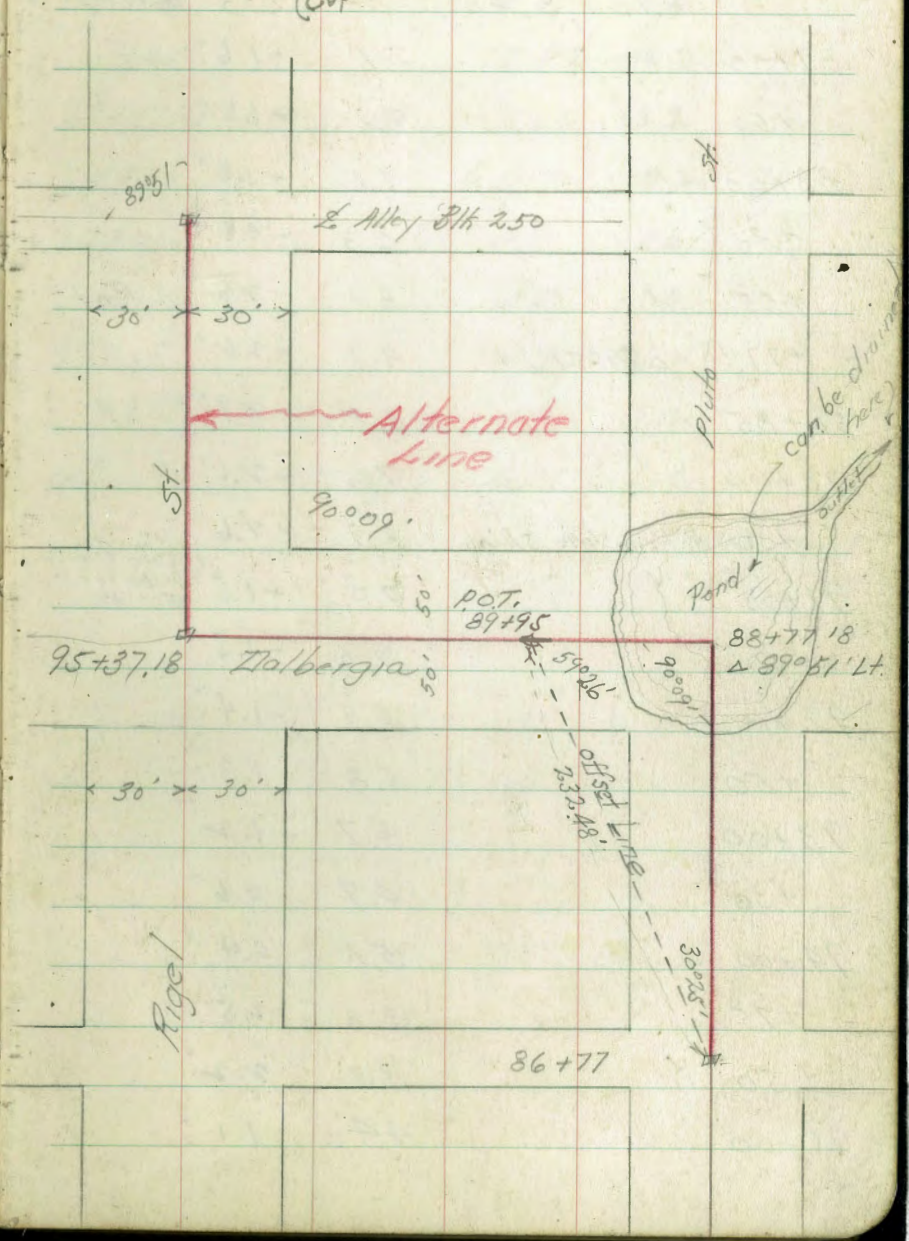 89°51'
℄ Alley Blk 250
St.
30' 30'
Alternate
Line
Pluto
can be drained
here)
outlet
St.
90°09'
Pond
50'
P.O.T.
89+95
88+77.18
Δ 89°51' Lt.
95+37.18
Dalbergia
50'
59°26'
90°09'
30' 30'
offset Line
232.48'
Rigel
30°25'
86+77